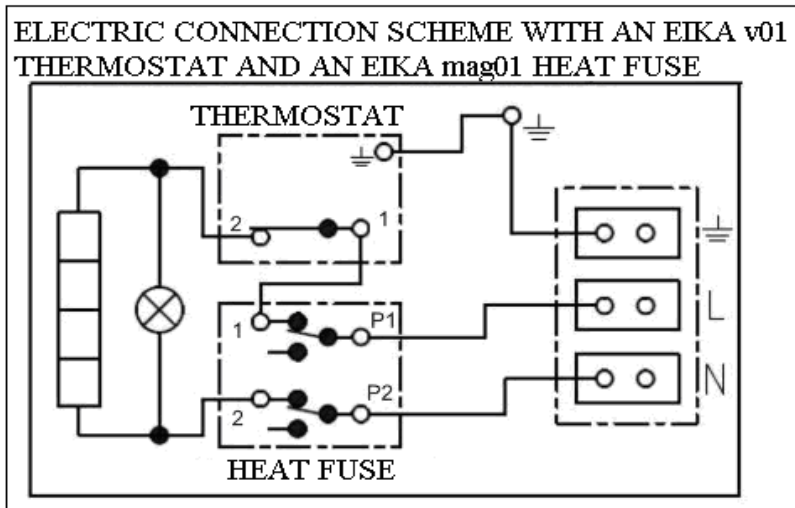 ELECTRIC CONNECTION SCHEME WITH AN EIKA v01
THERMOSTAT AND AN EIKA mag01 HEAT FUSE
THERMOSTAT
2
1
1
P1
L
2
P2
N
HEAT FUSE